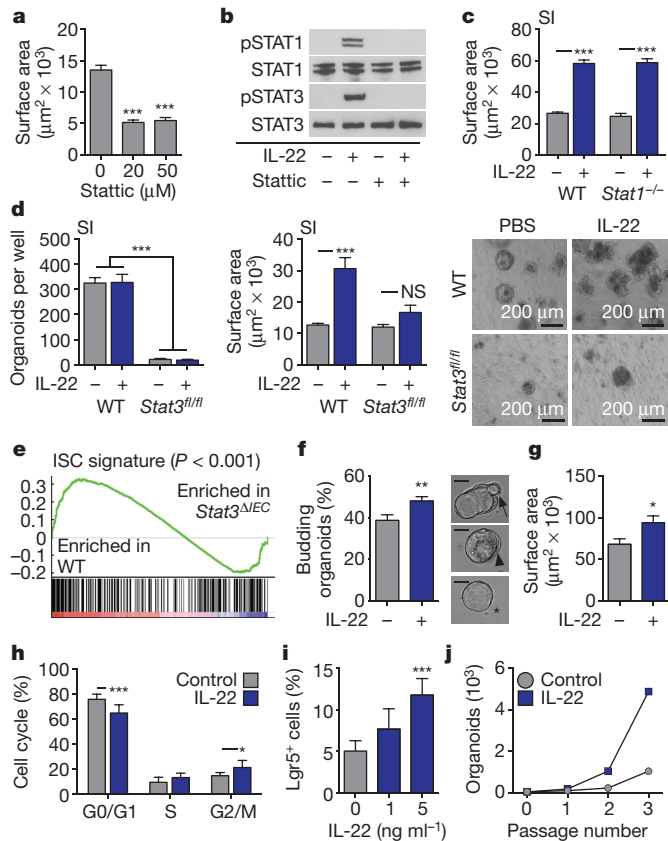 a
Surface area
(μm² × 10³)
15
10
5
0
***
***
0
20
50
Stattic (μM)
b
pSTAT1
STAT1
pSTAT3
STAT3
IL-22
– + – +
Stattic
– – + +
c
SI
Surface area
(μm² × 10³)
80
60
40
20
0
***
***
IL-22
– + – +
WT
Stat1⁻/⁻
d
SI
Organoids per well
500
400
300
200
100
0
***
IL-22
– + – +
WT
Stat3fl/fl
SI
Surface area
(μm² × 10³)
40
30
20
10
0
***
NS
IL-22
– + – +
WT
Stat3fl/fl
PBS
IL-22
WT
200 μm
200 μm
Stat3fl/fl
200 μm
200 μm
e
ISC signature (P < 0.001)
0.3
0.2
0.1
0
–0.1
–0.2
Enriched in
Stat3ΔIEC
Enriched in
WT
f
Budding
organoids (%)
60
40
20
0
**
IL-22
– +
*
g
Surface area
(μm² × 10³)
150
100
50
0
*
IL-22
– +
h
Cell cycle (%)
100
80
60
40
20
0
Control
IL-22
***
*
G0/G1
S
G2/M
i
Lgr5⁺ cells (%)
15
10
5
0
***
0
1
5
IL-22 (ng ml⁻¹)
j
Organoids (10³)
6
4
2
0
Control
IL-22
0
1
2
3
Passage number